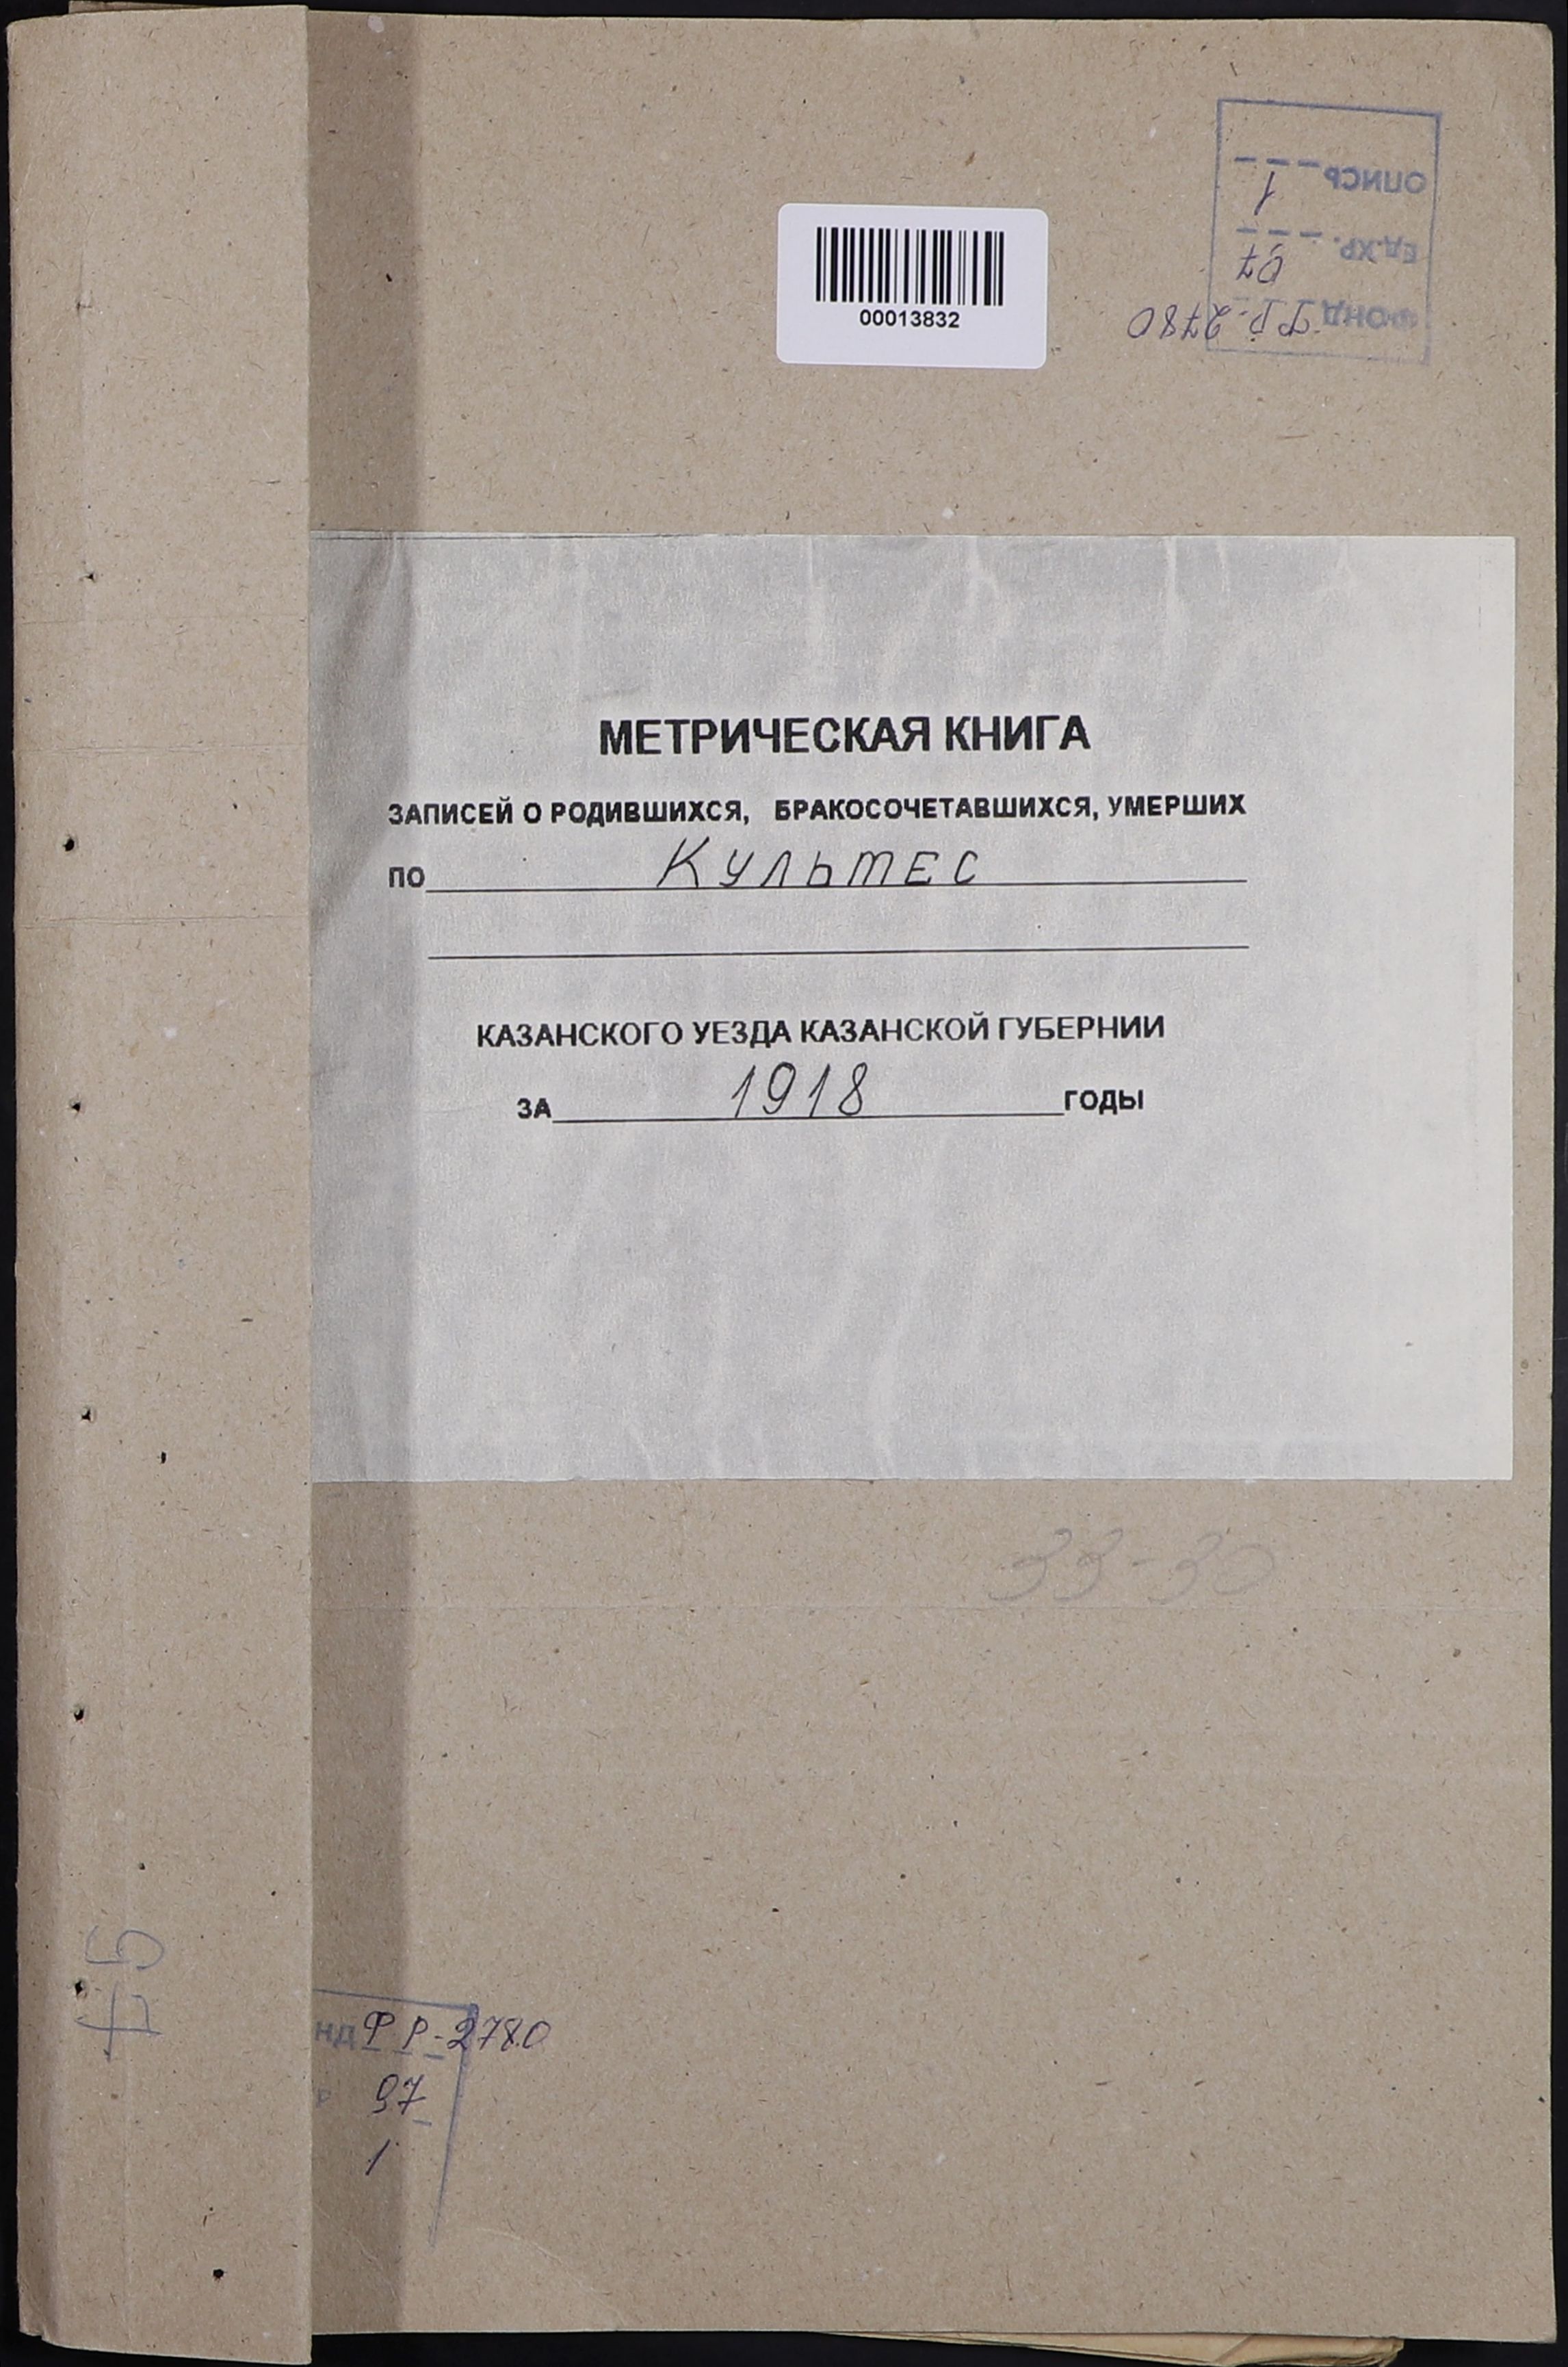 ОПИСЬ 1
ЕД.ХР. 97
ФОНД ФР-2780
00013832
МЕТРИЧЕСКАЯ КНИГА
ЗАПИСЕЙ О РОДИВШИХСЯ, БРАКОСОЧЕТАВШИХСЯ, УМЕРШИХ
ПО Культес
КАЗАНСКОГО УЕЗДА КАЗАНСКОЙ ГУБЕРНИИ
ЗА 1918 ГОДЫ
33-30
НД ФР-2780
97
1